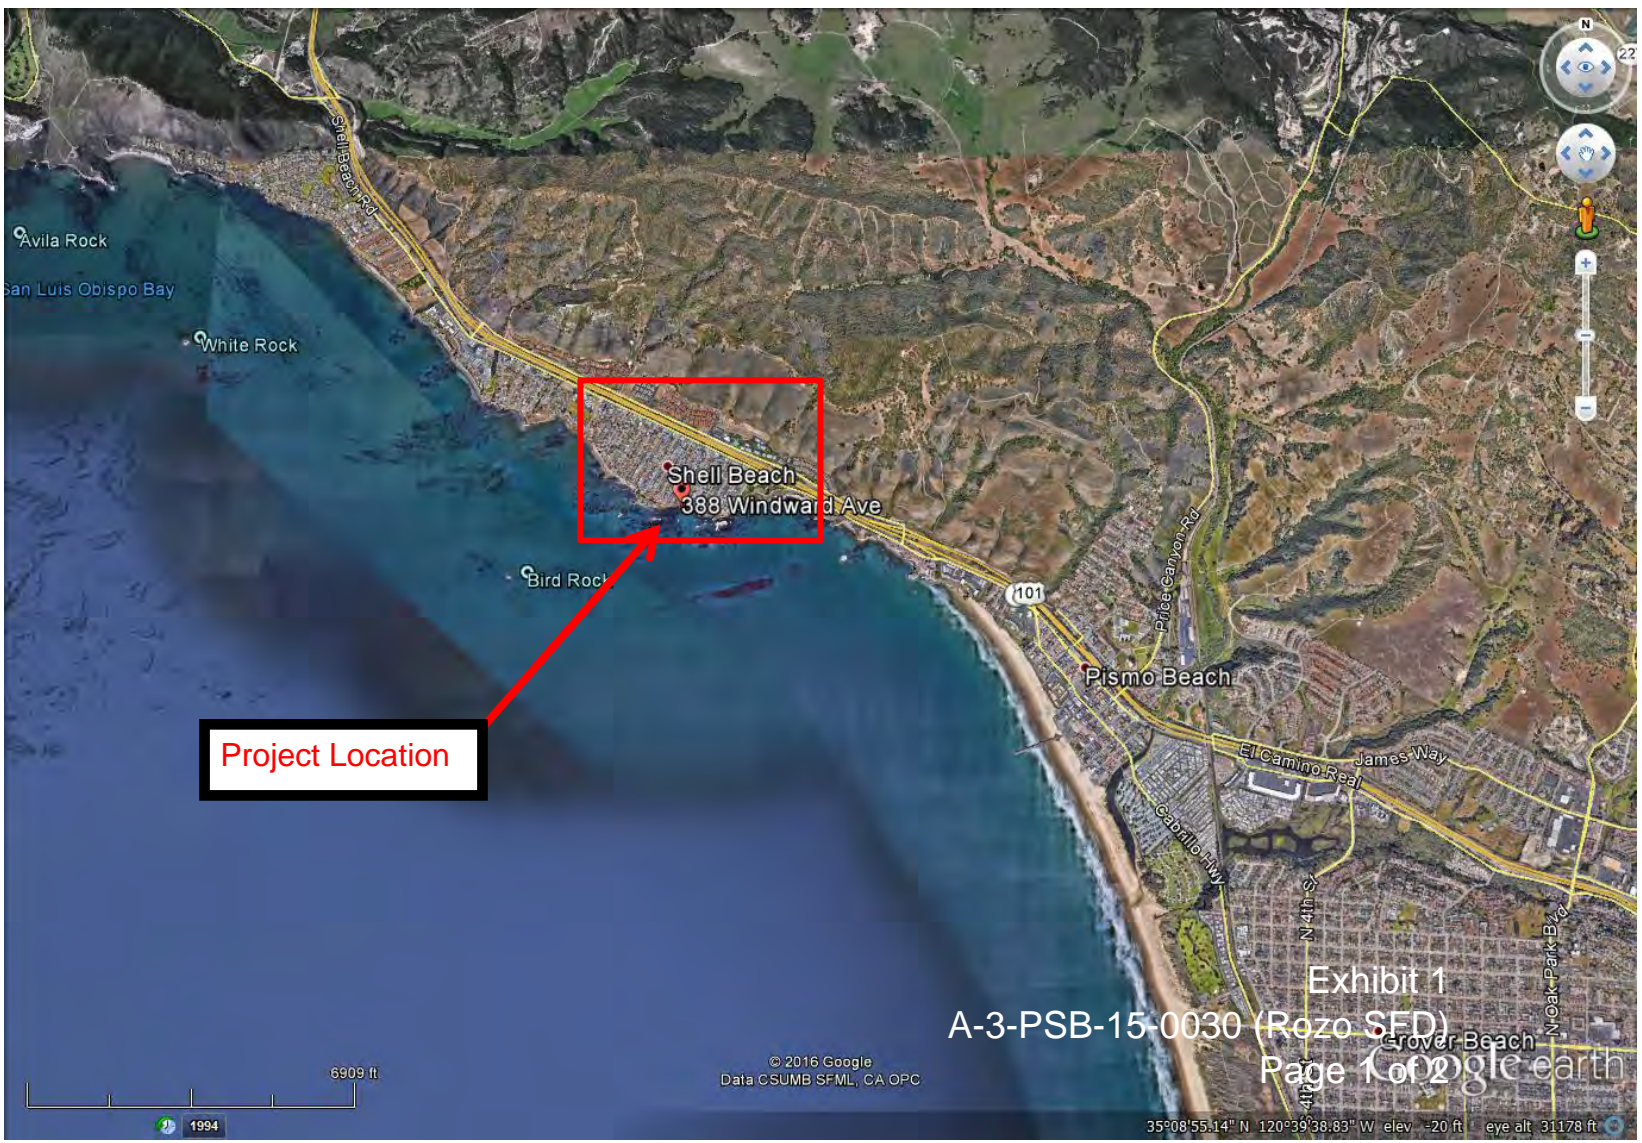 N
22
Shell Beach Rd
Avila Rock
San Luis Obispo Bay
White Rock
Shell Beach
388 Windward Ave
Bird Rock
101
Price Canyon Rd
Pismo Beach
Project Location
El Camino Real
James Way
Cabrillo Hwy
N 4th St
N Oak Park Blvd
Exhibit 1
A-3-PSB-15-0030 (Rozo SFD)
Grover Beach
Page 1 of 2
Google earth
S 4th St
6909 ft
© 2016 Google
Data CSUMB SFML, CA OPC
1994
35°08'55.14" N 120°39'38.83" W elev -20 ft eye alt 31178 ft